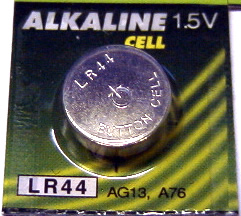 ALKALINE 1.5V
CELL
LR44
BUTTON CELL
LR44 AG13, A76